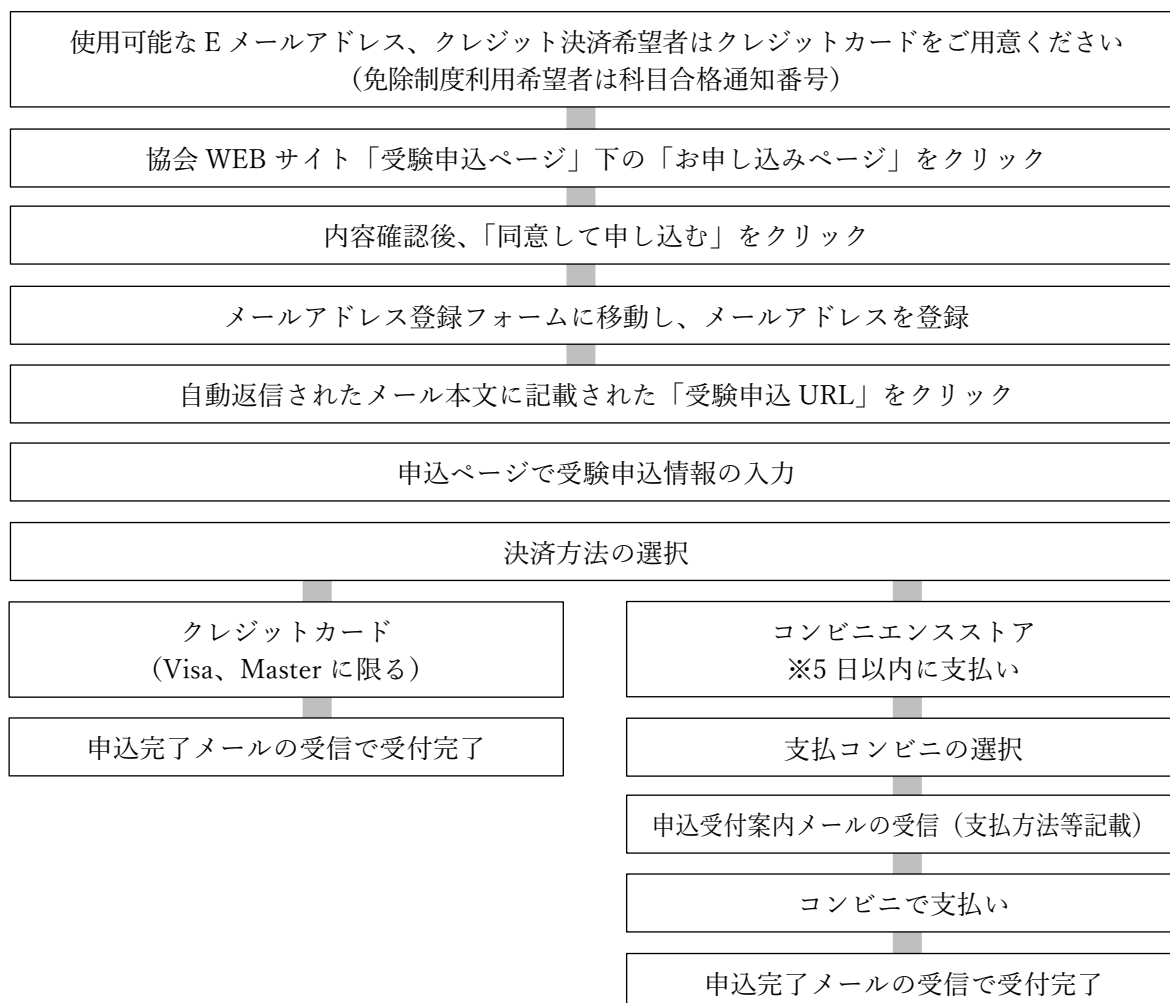 使用可能な E メールアドレス、クレジット決済希望者はクレジットカードをご用意ください
（免除制度利用希望者は科目合格通知番号）
協会 WEB サイト「受験申込ページ」下の「お申し込みページ」をクリック
内容確認後、「同意して申し込む」をクリック
メールアドレス登録フォームに移動し、メールアドレスを登録
自動返信されたメール本文に記載された「受験申込 URL」をクリック
申込ページで受験申込情報の入力
決済方法の選択
クレジットカード
（Visa、Master に限る）
申込完了メールの受信で受付完了
コンビニエンスストア
※5 日以内に支払い
支払コンビニの選択
申込受付案内メールの受信（支払方法等記載）
コンビニで支払い
申込完了メールの受信で受付完了